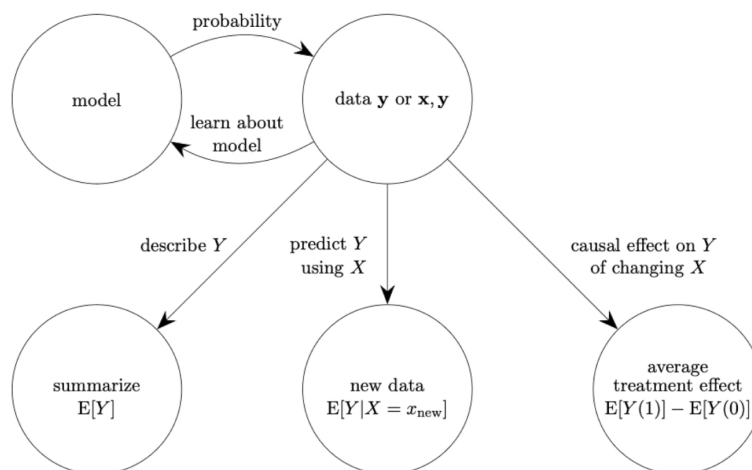 probability
model
data y or x, y
learn about
model
describe Y
predict Y
using X
causal effect on Y
of changing X
summarize
E[Y]
new data
E[Y|X = x_new]
average
treatment effect
E[Y(1)] − E[Y(0)]